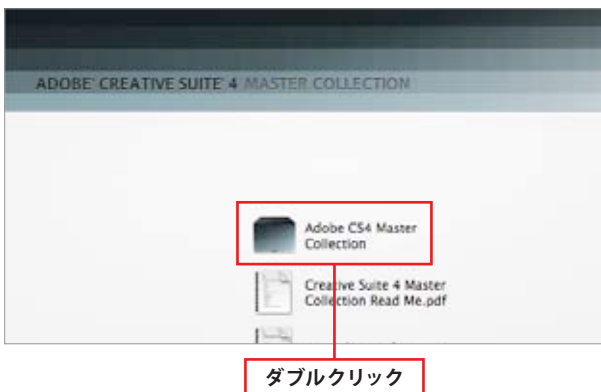 ADOBE® CREATIVE SUITE® 4 MASTER COLLECTION
Adobe CS4 Master
Collection
Creative Suite 4 Master
Collection Read Me.pdf
ダブルクリック